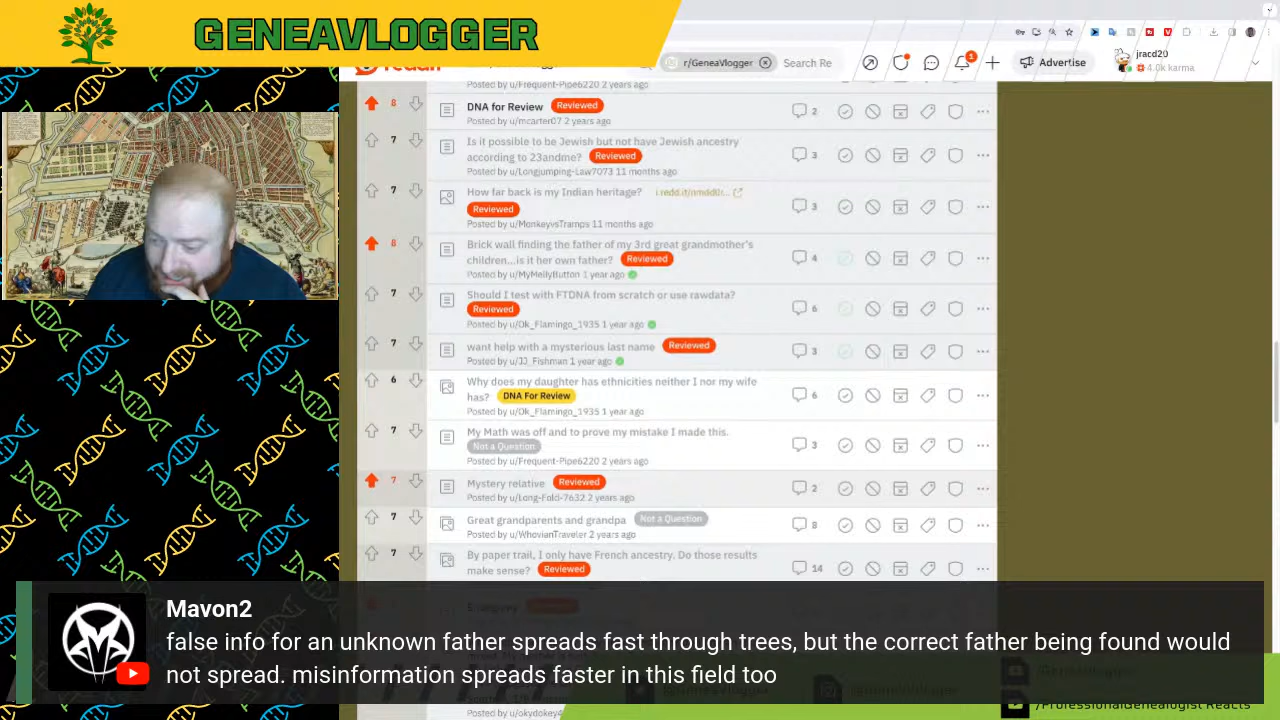 GENEAVLOGGER
reddit
r/GeneaVlogger
Search Re
1
Advertise
jracd20
4.0k karma
Posted by u/Frequent-Pipe6220 2 years ago
8
DNA for Review Reviewed
2
Posted by u/mcarter07 2 years ago
7
Is it possible to be Jewish but not have Jewish ancestry
according to 23andme? Reviewed
3
Posted by u/Longjumping-Law7073 11 months ago
7
How far back is my Indian heritage?
Reviewed
3
Posted by u/MonkeyvsTramps 11 months ago
8
Brick wall finding the father of my 3rd great grandmother's
children...is it her own father? Reviewed
4
Posted by u/MyMellyButton 1 year ago
7
Should I test with FTDNA from scratch or use rawdata?
Reviewed
6
Posted by u/Ok_Flamingo_1935 1 year ago
7
want help with a mysterious last name Reviewed
3
Posted by u/JJ_Fishman 1 year ago
6
Why does my daughter has ethnicities neither I nor my wife
has? DNA For Review
6
Posted by u/Ok_Flamingo_1935 1 year ago
7
My Math was off and to prove my mistake I made this.
Not a Question
3
Posted by u/Frequent-Pipe6220 2 years ago
7
Mystery relative Reviewed
2
Posted by u/Long-Fold-7632 2 years ago
7
Great grandparents and grandpa Not a Question
8
Posted by u/WhovianTraveler 2 years ago
7
By paper trail, I only have French ancestry. Do those results
make sense? Reviewed
14
Mavon2
false info for an unknown father spreads fast through trees, but the correct father being found would
not spread. misinformation spreads faster in this field too
/ProfessionalGenealogist Reacts